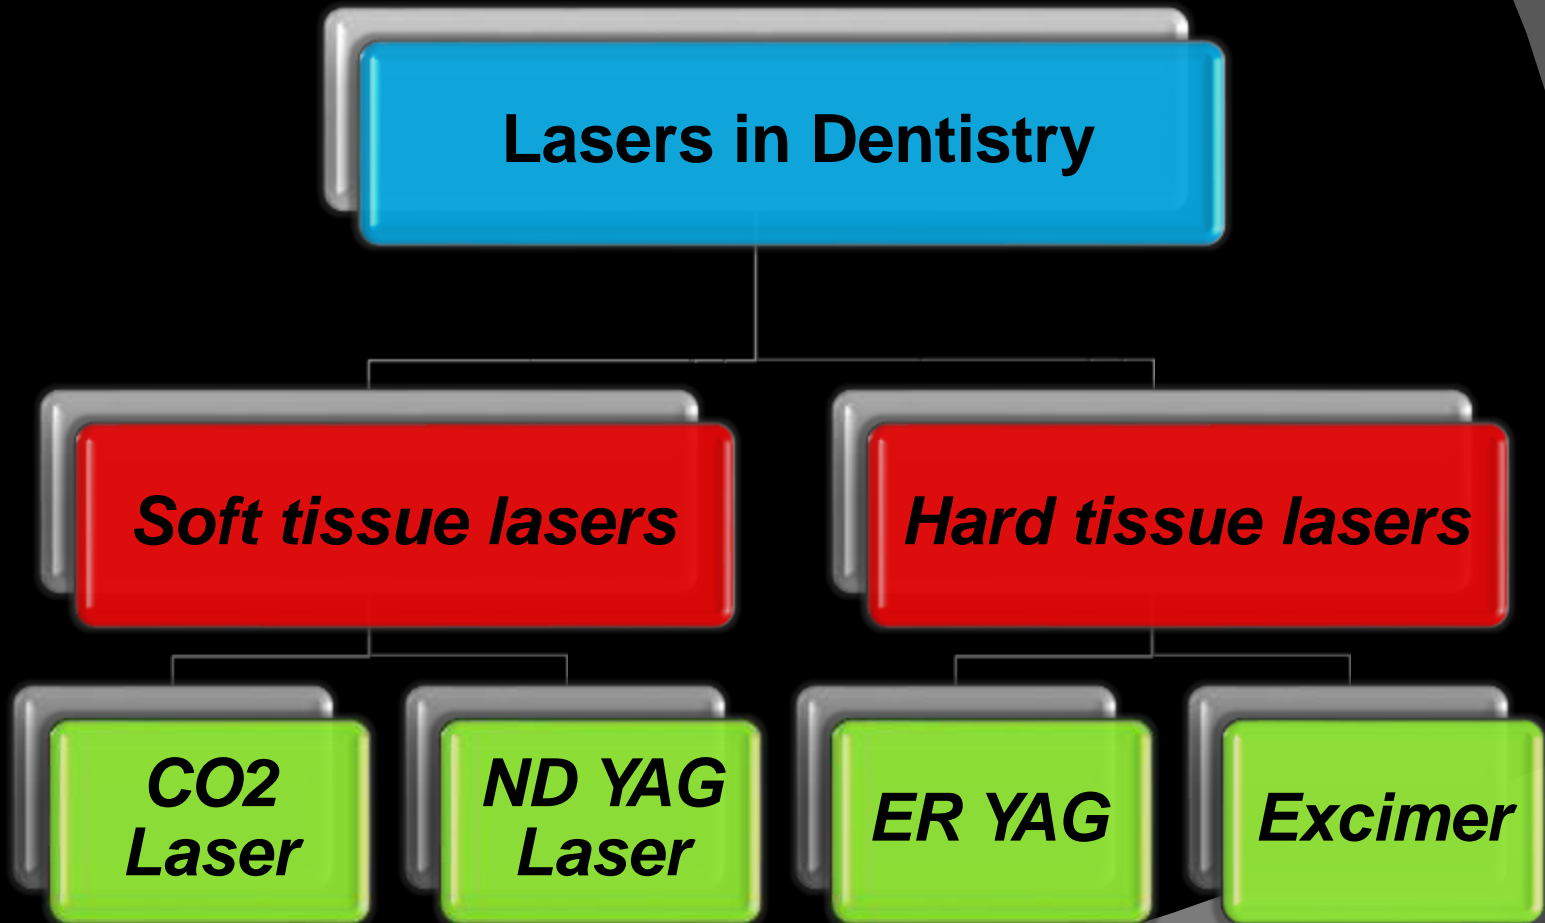 Lasers in Dentistry
Soft tissue lasers
Hard tissue lasers
CO2
Laser
ND YAG
Laser
ER YAG
Excimer